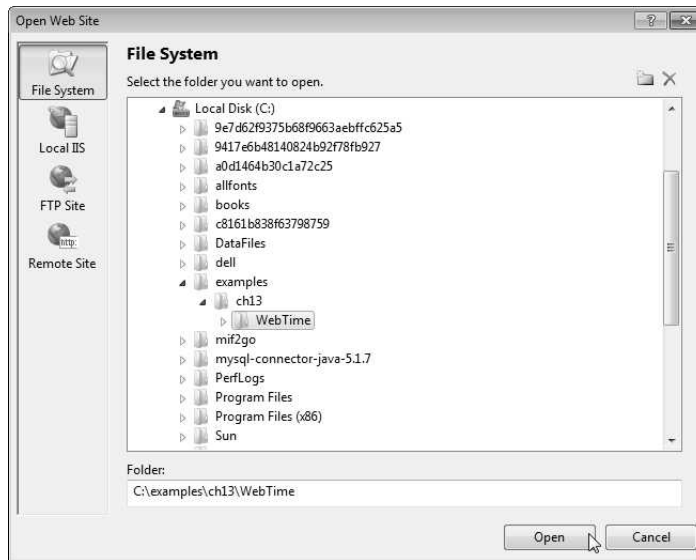 Open Web Site
File System
Local IIS
FTP Site
http:
Remote Site
File System
Select the folder you want to open.
Local Disk (C:)
9e7d62f9375b68f9663aebffc625a5
9417e6b48140824b92f78fb927
a0d1464b30c1a72c25
allfonts
books
c8161b838f63798759
DataFiles
dell
examples
ch13
WebTime
mif2go
mysql-connector-java-5.1.7
PerfLogs
Program Files
Program Files (x86)
Sun
Folder:
C:\examples\ch13\WebTime
Open
Cancel